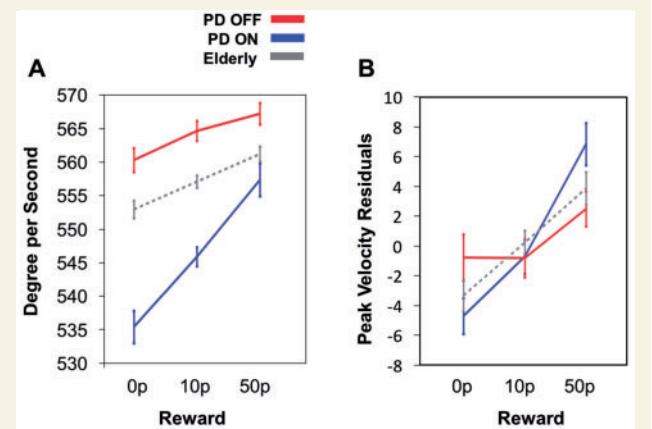 PD OFF
PD ON
Elderly
A
Degree per Second
570
565
560
555
550
545
540
535
530
0p 10p 50p
Reward
B
Peak Velocity Residuals
10
8
6
4
2
0
-2
-4
-6
-8
0p 10p 50p
Reward